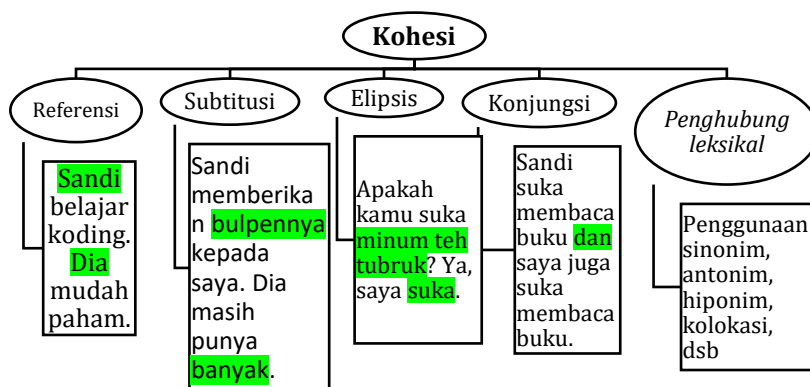 Kohesi
Referensi
Subtitusi
Elipsis
Konjungsi
Penghubung
leksikal
Sandi
belajar
koding.
Dia
mudah
paham.
Sandi
memberika
n bulpennya
kepada
saya. Dia
masih
punya
banyak.
Apakah
kamu suka
minum teh
tubruk? Ya,
saya suka.
Sandi
suka
membaca
buku dan
saya juga
suka
membaca
buku.
Penggunaan
sinonim,
antonim,
hiponim,
kolokasi,
dsb